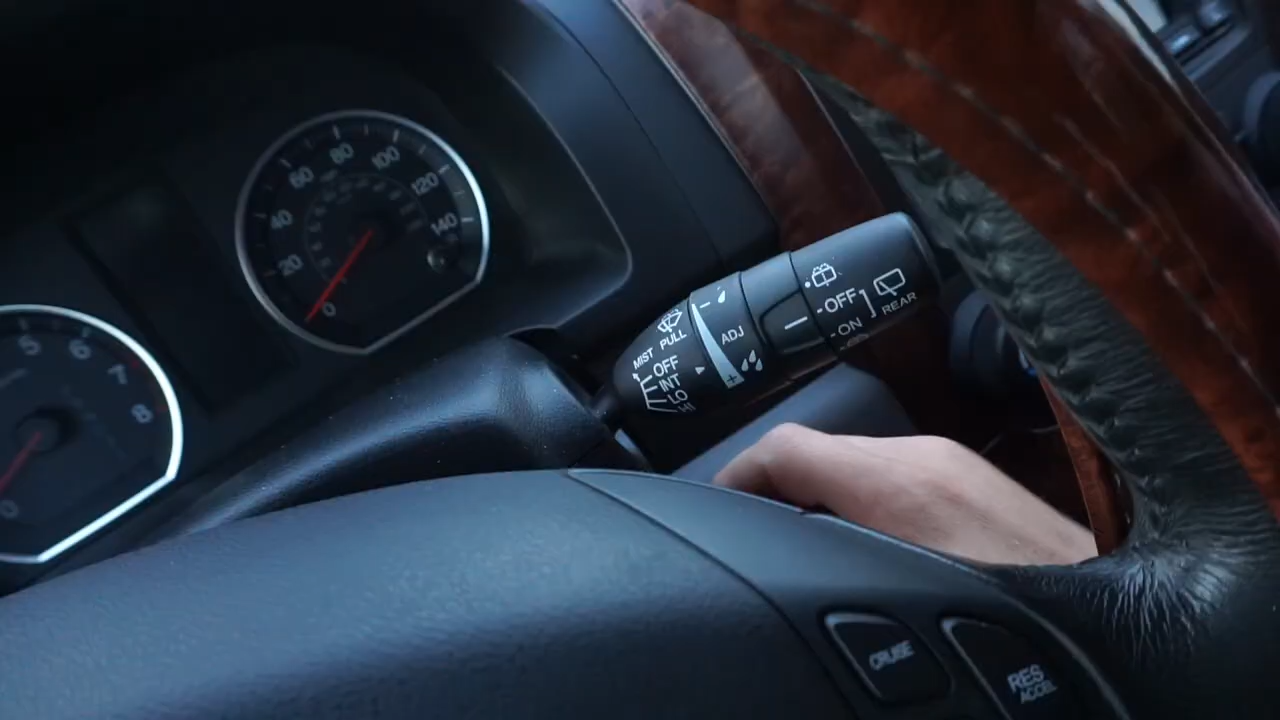 20
40
60
80
100
120
140
0
5
6
7
8
0
MIST
PULL
OFF
INT
LO
HI
ADJ
- +
OFF
ON
REAR
CRUISE
RES
ACCEL